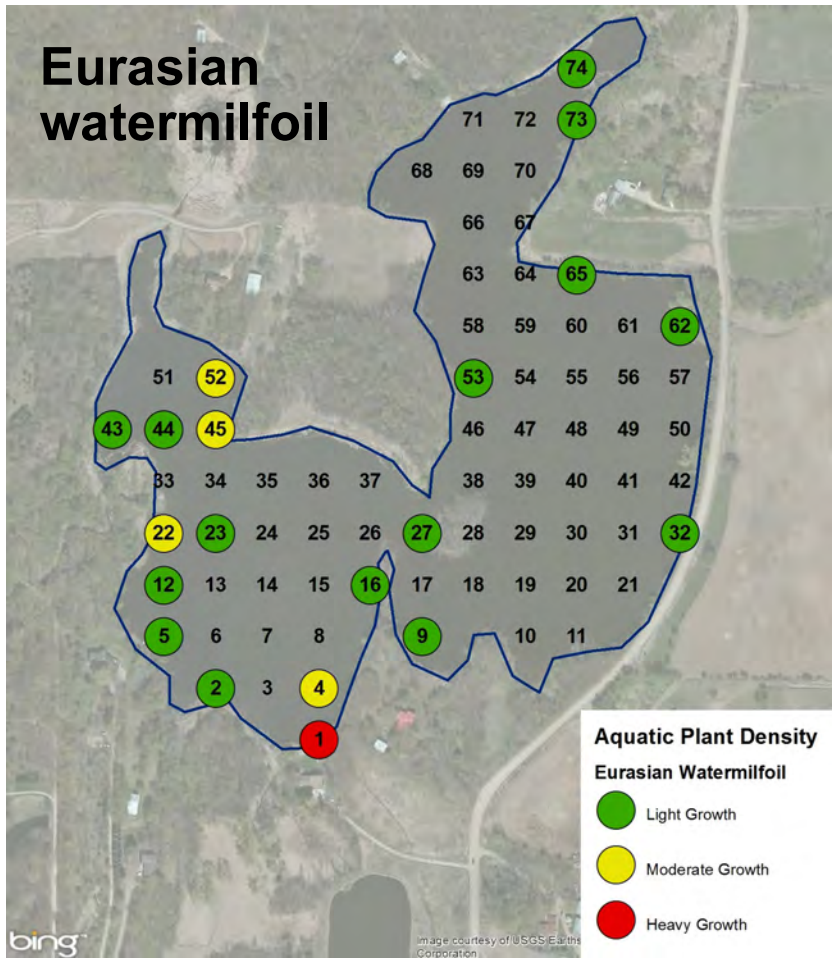 Eurasian
watermilfoil
74
71 72 73
68 69 70
66 67
63 64 65
58 59 60 61 62
51 52 53 54 55 56 57
43 44 45 46 47 48 49 50
33 34 35 36 37 38 39 40 41 42
22 23 24 25 26 27 28 29 30 31 32
12 13 14 15 16 17 18 19 20 21
5 6 7 8 9 10 11
2 3 4
1
Aquatic Plant Density
Eurasian Watermilfoil
Light Growth
Moderate Growth
Heavy Growth
bing
Image courtesy of USGS Earths
Corporation